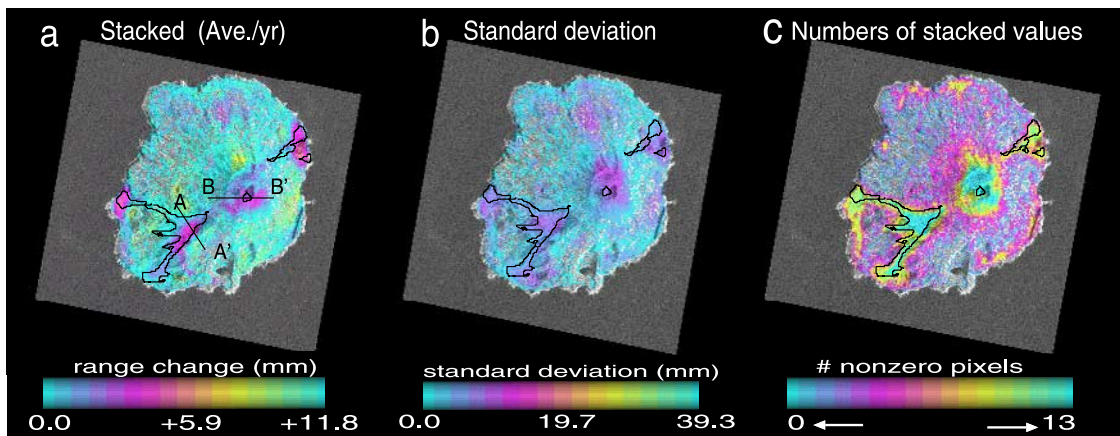 a Stacked (Ave./yr)
b Standard deviation
c Numbers of stacked values
B B'
A
A'
range change (mm)
0.0 +5.9 +11.8
standard deviation (mm)
0.0 19.7 39.3
# nonzero pixels
0 13